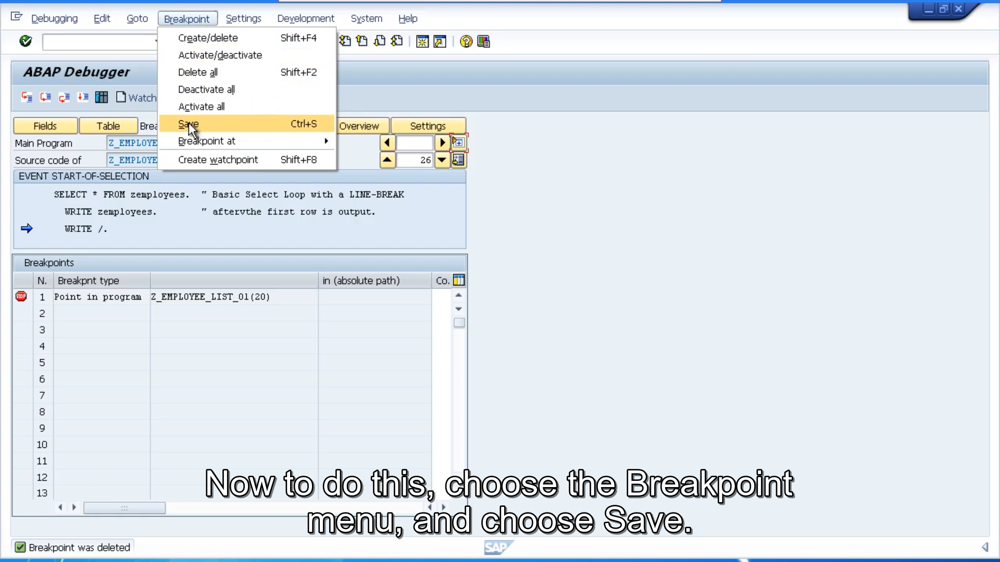 Debugging Edit Goto Breakpoint Settings Development System Help
Create/delete Shift+F4
Activate/deactivate
Delete all Shift+F2
Deactivate all
Activate all
Save Ctrl+S
Breakpoint at
Create watchpoint Shift+F8
ABAP Debugger
Watch
Fields Table Brea Overview Settings
Main Program Z_EMPLOYE
Source code of Z_EMPLOYE 26
EVENT START-OF-SELECTION
SELECT * FROM zemployees. " Basic Select Loop with a LINE-BREAK
WRITE zemployees. " aftervthe first row is output.
WRITE /.
Breakpoints
N. Breakpnt type in (absolute path) Co.
STOP 1 Point in program Z_EMPLOYEE_LIST_01(20)
2
3
4
5
6
7
8
9
10
11
12
13
Now to do this, choose the Breakpoint
menu, and choose Save.
Breakpoint was deleted
SAP